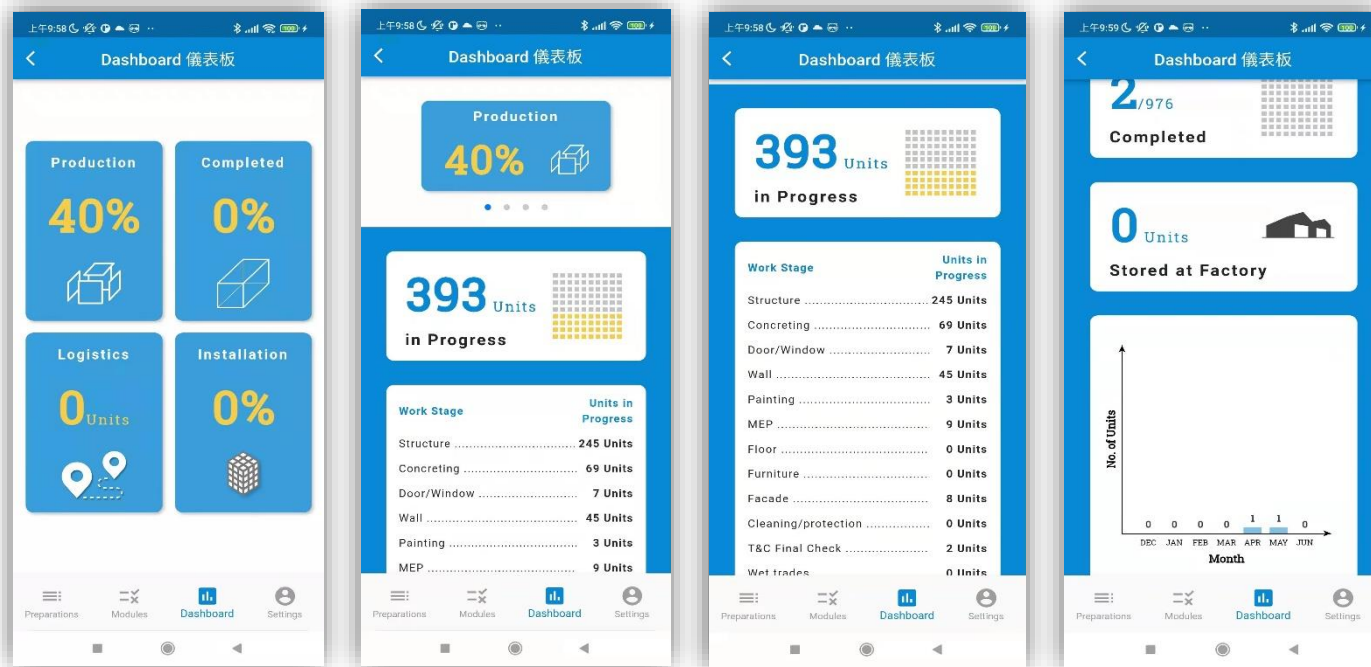 上午9:58
100
Dashboard 儀表板
Production
40%
Completed
0%
Logistics
0 Units
Installation
0%
Preparations
Modules
Dashboard
Settings
上午9:58
100
Dashboard 儀表板
Production
40%
393 Units
in Progress
Work Stage
Units in
Progress
Structure ............................... 245 Units
Concreting ............................. 69 Units
Door/Window ......................... 7 Units
Wall ...................................... 45 Units
Painting ................................ 3 Units
MEP ...................................... 9 Units
Preparations
Modules
Dashboard
Settings
上午9:58
100
Dashboard 儀表板
393 Units
in Progress
Work Stage
Units in
Progress
Structure ............................... 245 Units
Concreting ............................. 69 Units
Door/Window ......................... 7 Units
Wall ...................................... 45 Units
Painting ................................ 3 Units
MEP ...................................... 9 Units
Floor ..................................... 0 Units
Furniture ............................... 0 Units
Facade .................................. 8 Units
Cleaning/protection ................ 0 Units
T&C Final Check ..................... 2 Units
Wet trades 0 Units
Preparations
Modules
Dashboard
Settings
上午9:59
100
Dashboard 儀表板
2/976
Completed
0 Units
Stored at Factory
No. of Units
0 0 0 0 1 1 0
DEC JAN FEB MAR APR MAY JUN
Month
Preparations
Modules
Dashboard
Settings